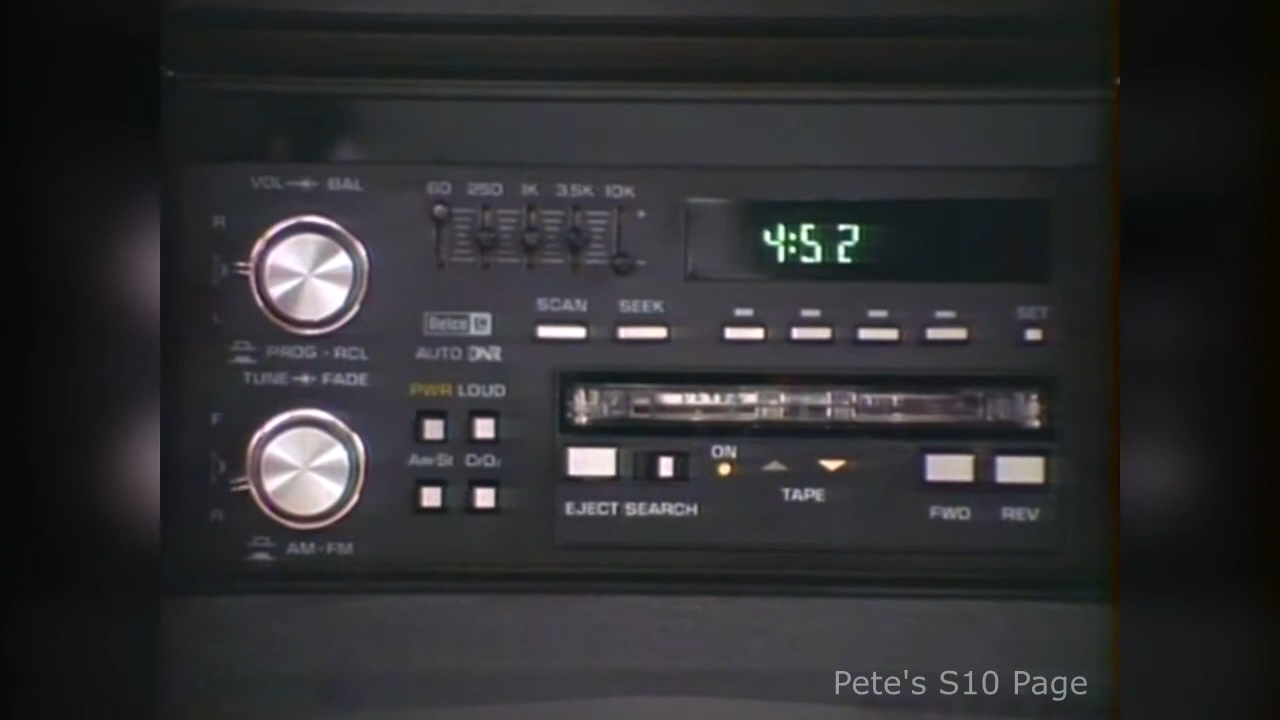 VOL BAL
60 250 1K 3.5K 10K
+
-
R
L
4:52
SCAN SEEK
SET
Delco
PROG - RCL
AUTO DNR
TUNE FADE
PWR LOUD
F
R
Am St CrO₂
ON
TAPE
EJECT/SEARCH
FWD REV
AM-FM
Pete's S10 Page